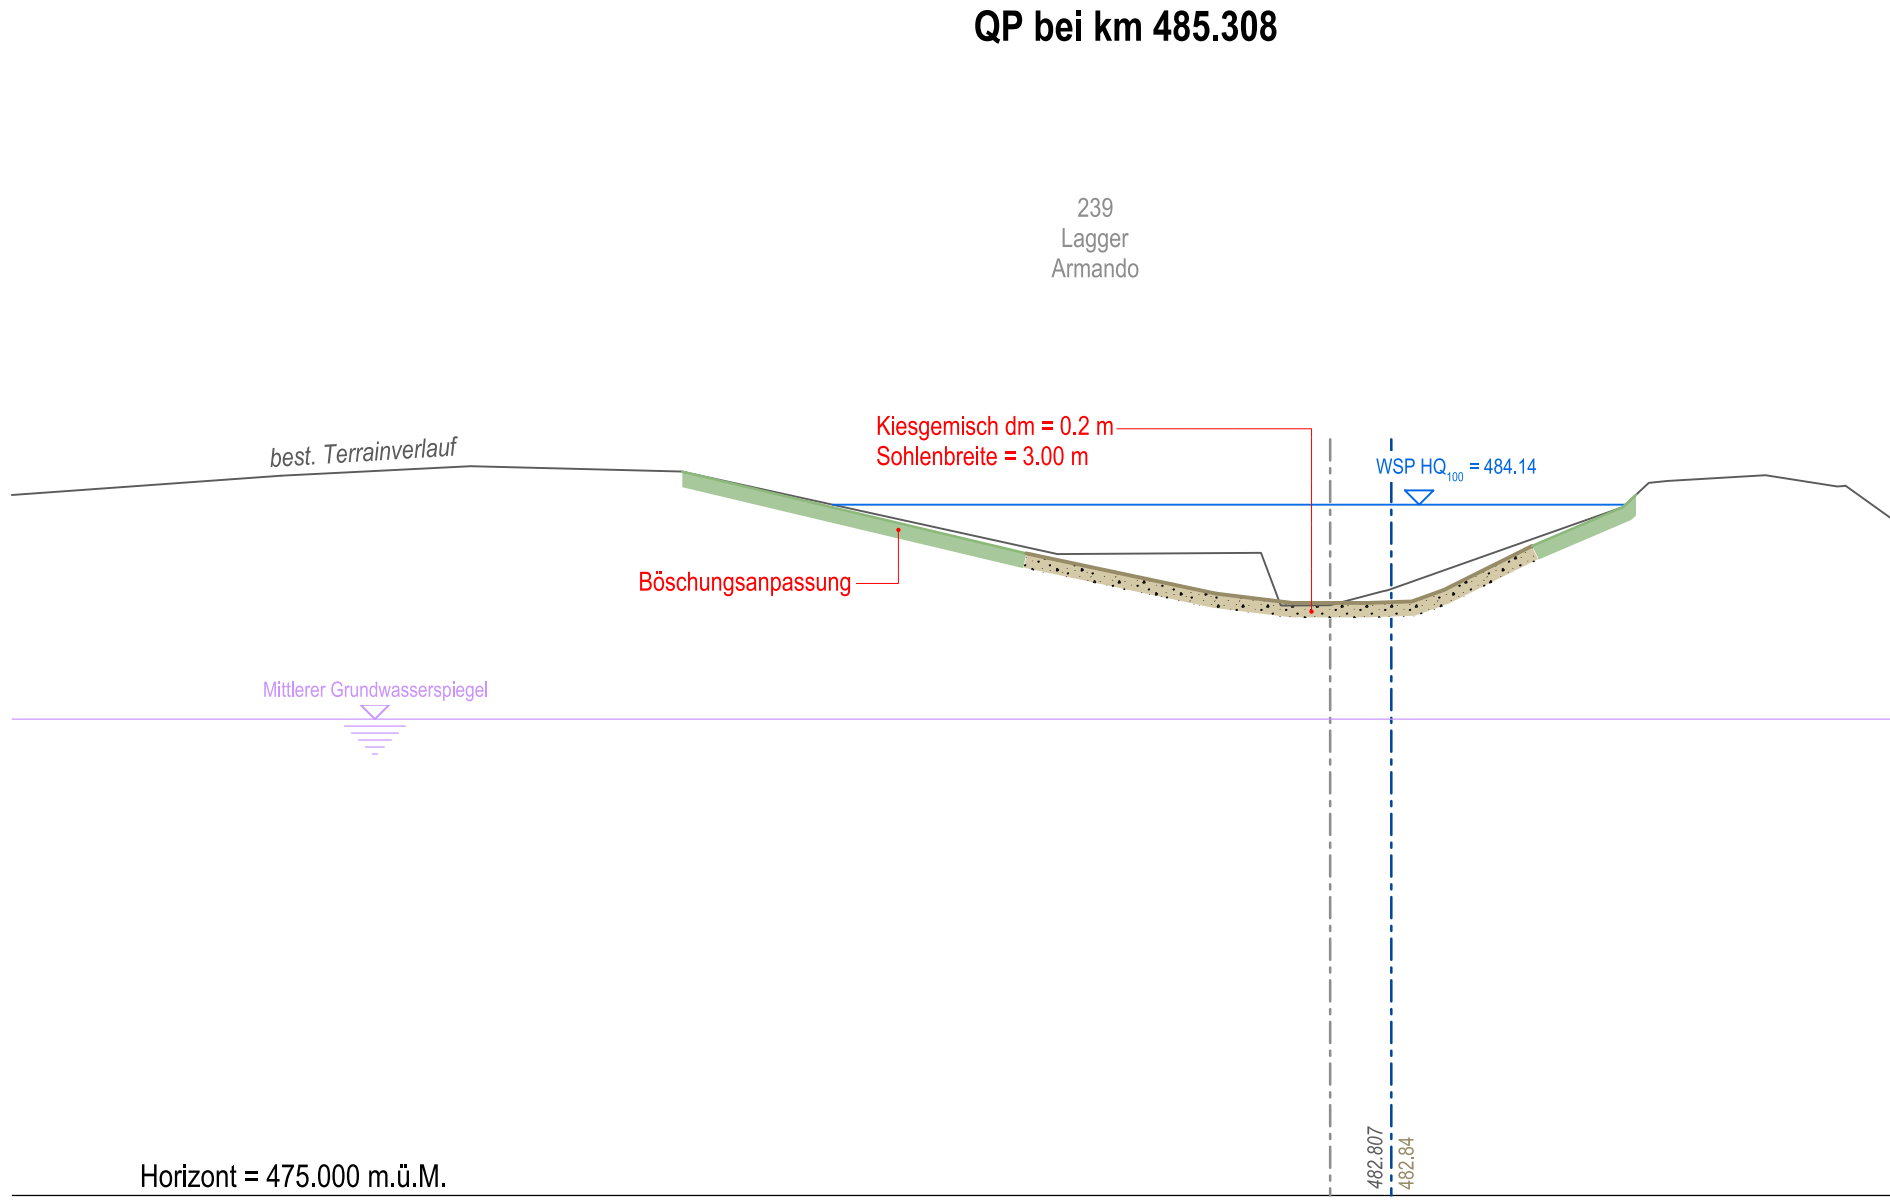 QP bei km 485.308
239
Lagger
Armando
best. Terrainverlauf
Kiesgemisch dm = 0.2 m
Sohlenbreite = 3.00 m
WSP HQ100 = 484.14
Böschungsanpassung
Mittlerer Grundwasserspiegel
482.807
482.84
Horizont = 475.000 m.ü.M.